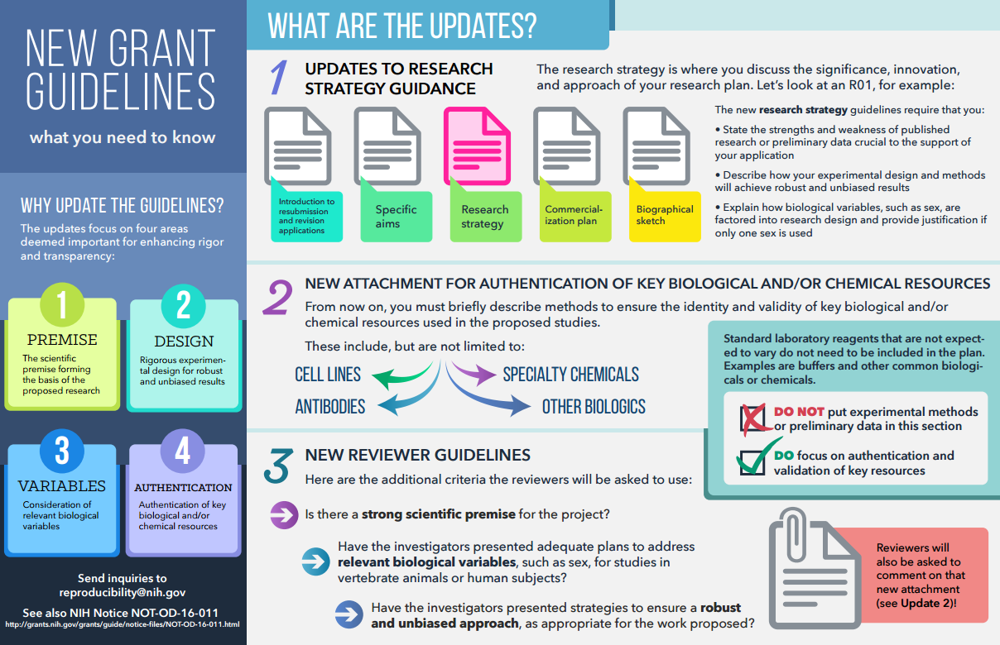 NEW GRANT
GUIDELINES
what you need to know
WHY UPDATE THE GUIDELINES?
The updates focus on four areas
deemed important for enhancing rigor
and transparency:
1
PREMISE
The scientific
premise forming
the basis of the
proposed research
2
DESIGN
Rigorous experimen-
tal design for robust
and unbiased results
3
VARIABLES
Consideration of
relevant biological
variables
4
AUTHENTICATION
Authentication of key
biological and/or
chemical resources
Send inquiries to
reproducibility@nih.gov
See also NIH Notice NOT-OD-16-011
http://grants.nih.gov/grants/guide/notice-files/NOT-OD-16-011.html
WHAT ARE THE UPDATES?
1
UPDATES TO RESEARCH
STRATEGY GUIDANCE
The research strategy is where you discuss the significance, innovation,
and approach of your research plan. Let's look at an R01, for example:
Introduction to
resubmission
and revision
applications
Specific
aims
Research
strategy
Commercial-
ization plan
Biographical
sketch
The new research strategy guidelines require that you:
• State the strengths and weakness of published
research or preliminary data crucial to the support of
your application
• Describe how your experimental design and methods
will achieve robust and unbiased results
• Explain how biological variables, such as sex, are
factored into research design and provide justification if
only one sex is used
2
NEW ATTACHMENT FOR AUTHENTICATION OF KEY BIOLOGICAL AND/OR CHEMICAL RESOURCES
From now on, you must briefly describe methods to ensure the identity and validity of key biological and/or
chemical resources used in the proposed studies.
These include, but are not limited to:
CELL LINES
SPECIALTY CHEMICALS
ANTIBODIES
OTHER BIOLOGICS
Standard laboratory reagents that are not expect-
ed to vary do not need to be included in the plan.
Examples are buffers and other common biologi-
cals or chemicals.
DO NOT put experimental methods
or preliminary data in this section
DO focus on authentication and
validation of key resources
3
NEW REVIEWER GUIDELINES
Here are the additional criteria the reviewers will be asked to use:
Is there a strong scientific premise for the project?
Have the investigators presented adequate plans to address
relevant biological variables, such as sex, for studies in
vertebrate animals or human subjects?
Have the investigators presented strategies to ensure a robust
and unbiased approach, as appropriate for the work proposed?
Reviewers will
also be asked to
comment on that
new attachment
(see Update 2)!